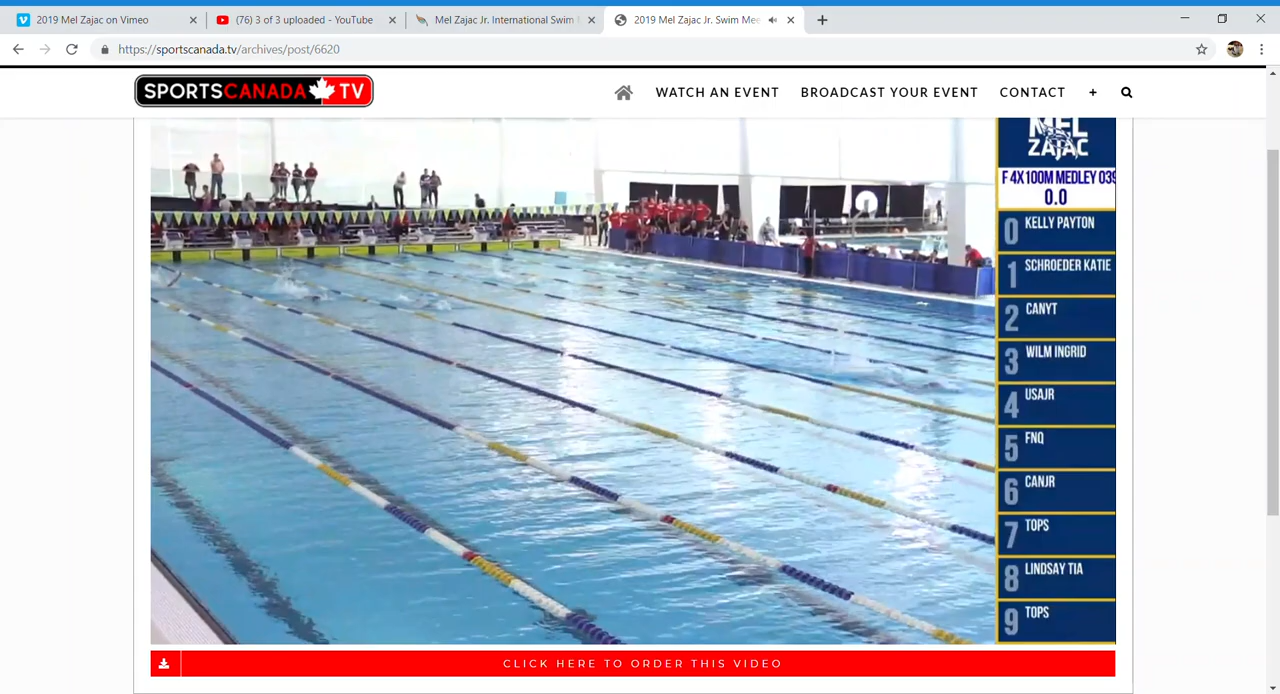 2019 Mel Zajac on Vimeo
(76) 3 of 3 uploaded - YouTube
Mel Zajac Jr. International Swim
2019 Mel Zajac Jr. Swim Mee
https://sportscanada.tv/archives/post/6620
SPORTSCANADA TV
WATCH AN EVENT
BROADCAST YOUR EVENT
CONTACT
+
MEL
ZAJAC
F 4X100M MEDLEY 039
0.0
0 KELLY PAYTON
1 SCHROEDER KATIE
2 CANYT
3 WILM INGRID
4 USAJR
5 FNQ
6 CANJR
7 TOPS
8 LINDSAY TIA
9 TOPS
CLICK HERE TO ORDER THIS VIDEO